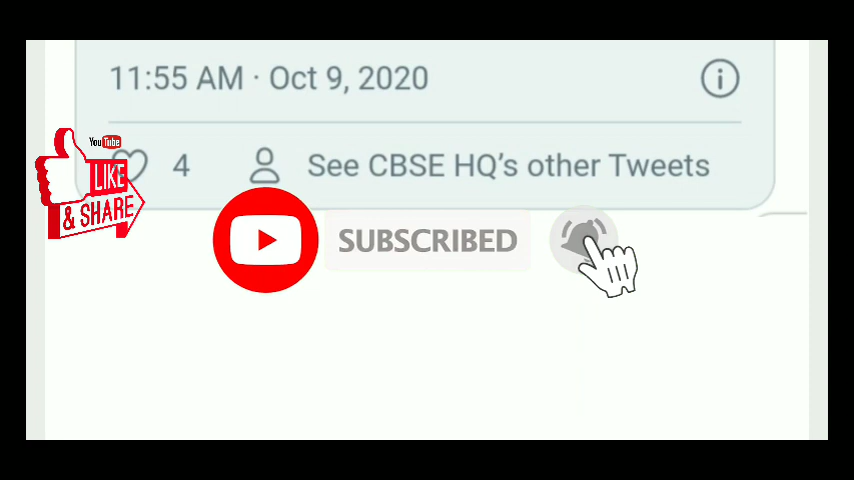 11:55 AM · Oct 9, 2020
YouTube
4 See CBSE HQ's other Tweets
LIKE
& SHARE
SUBSCRIBED